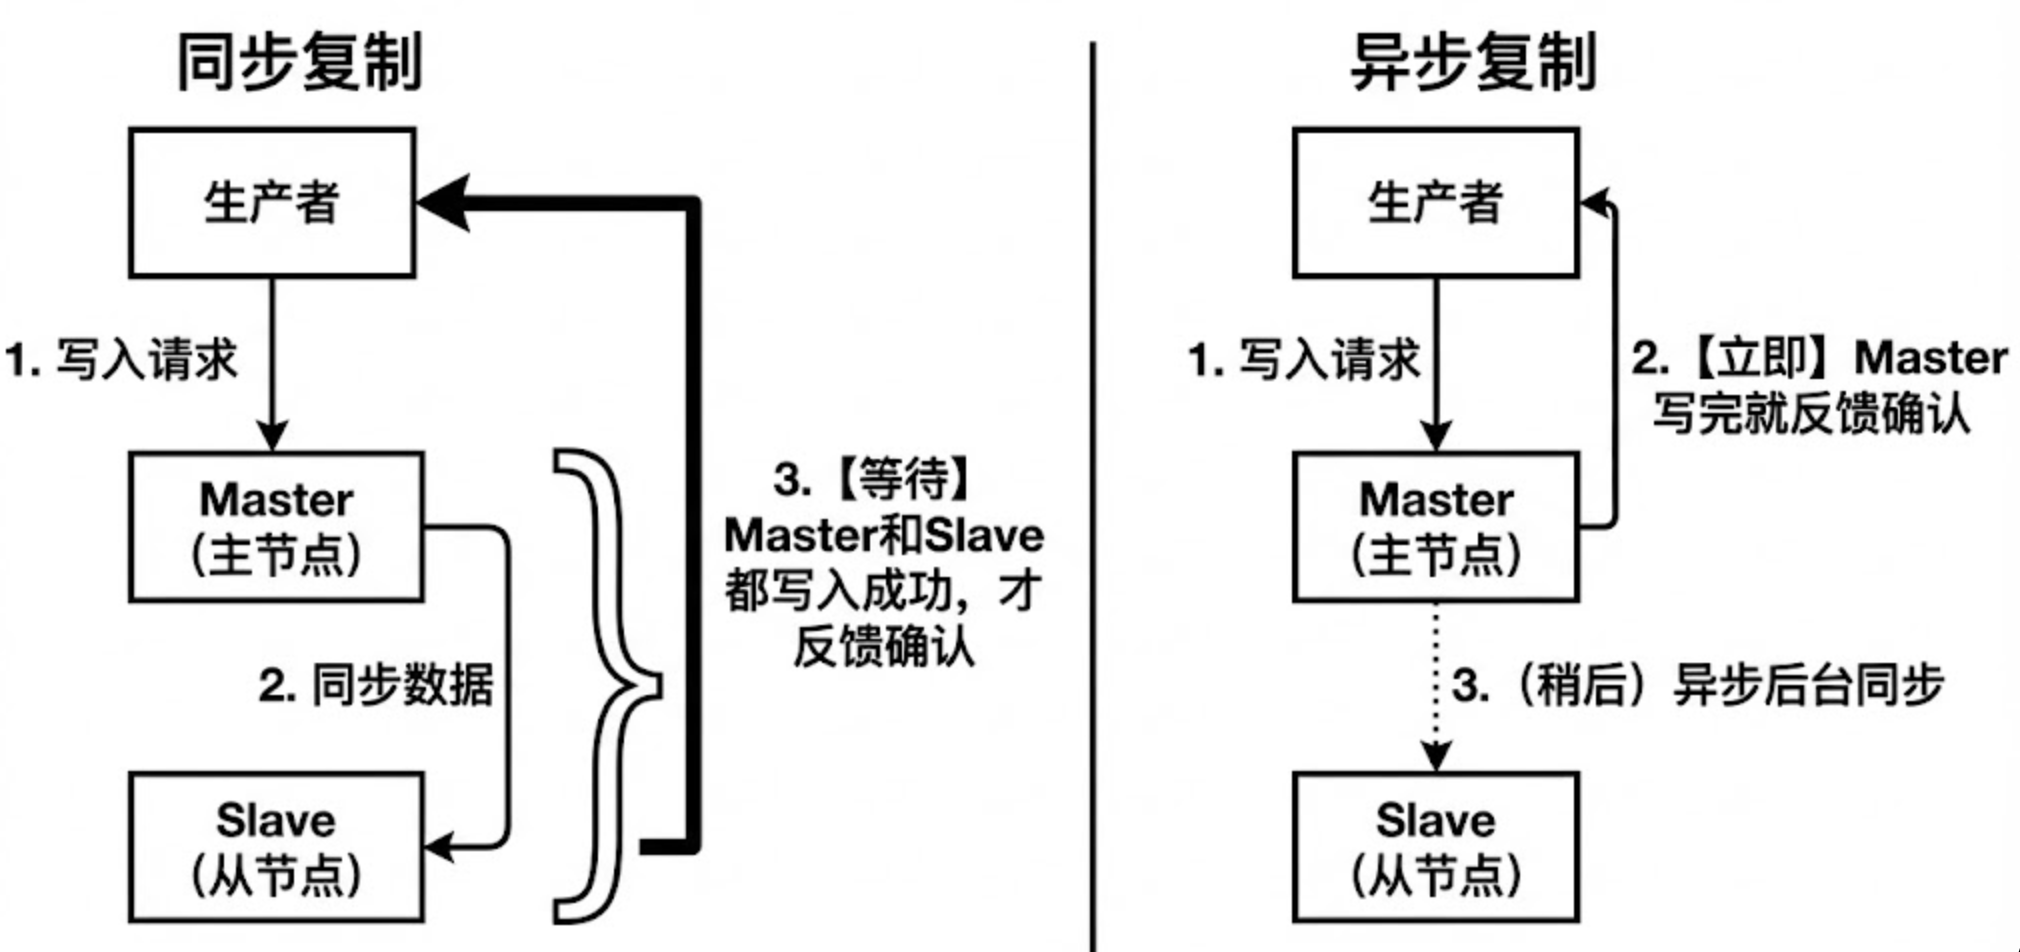 同步复制
生产者
1. 写入请求
Master
(主节点)
2. 同步数据
Slave
(从节点)
3.【等待】
Master和Slave
都写入成功，才
反馈确认
异步复制
生产者
1. 写入请求
2.【立即】Master
写完就反馈确认
Master
(主节点)
3.（稍后）异步后台同步
Slave
(从节点)